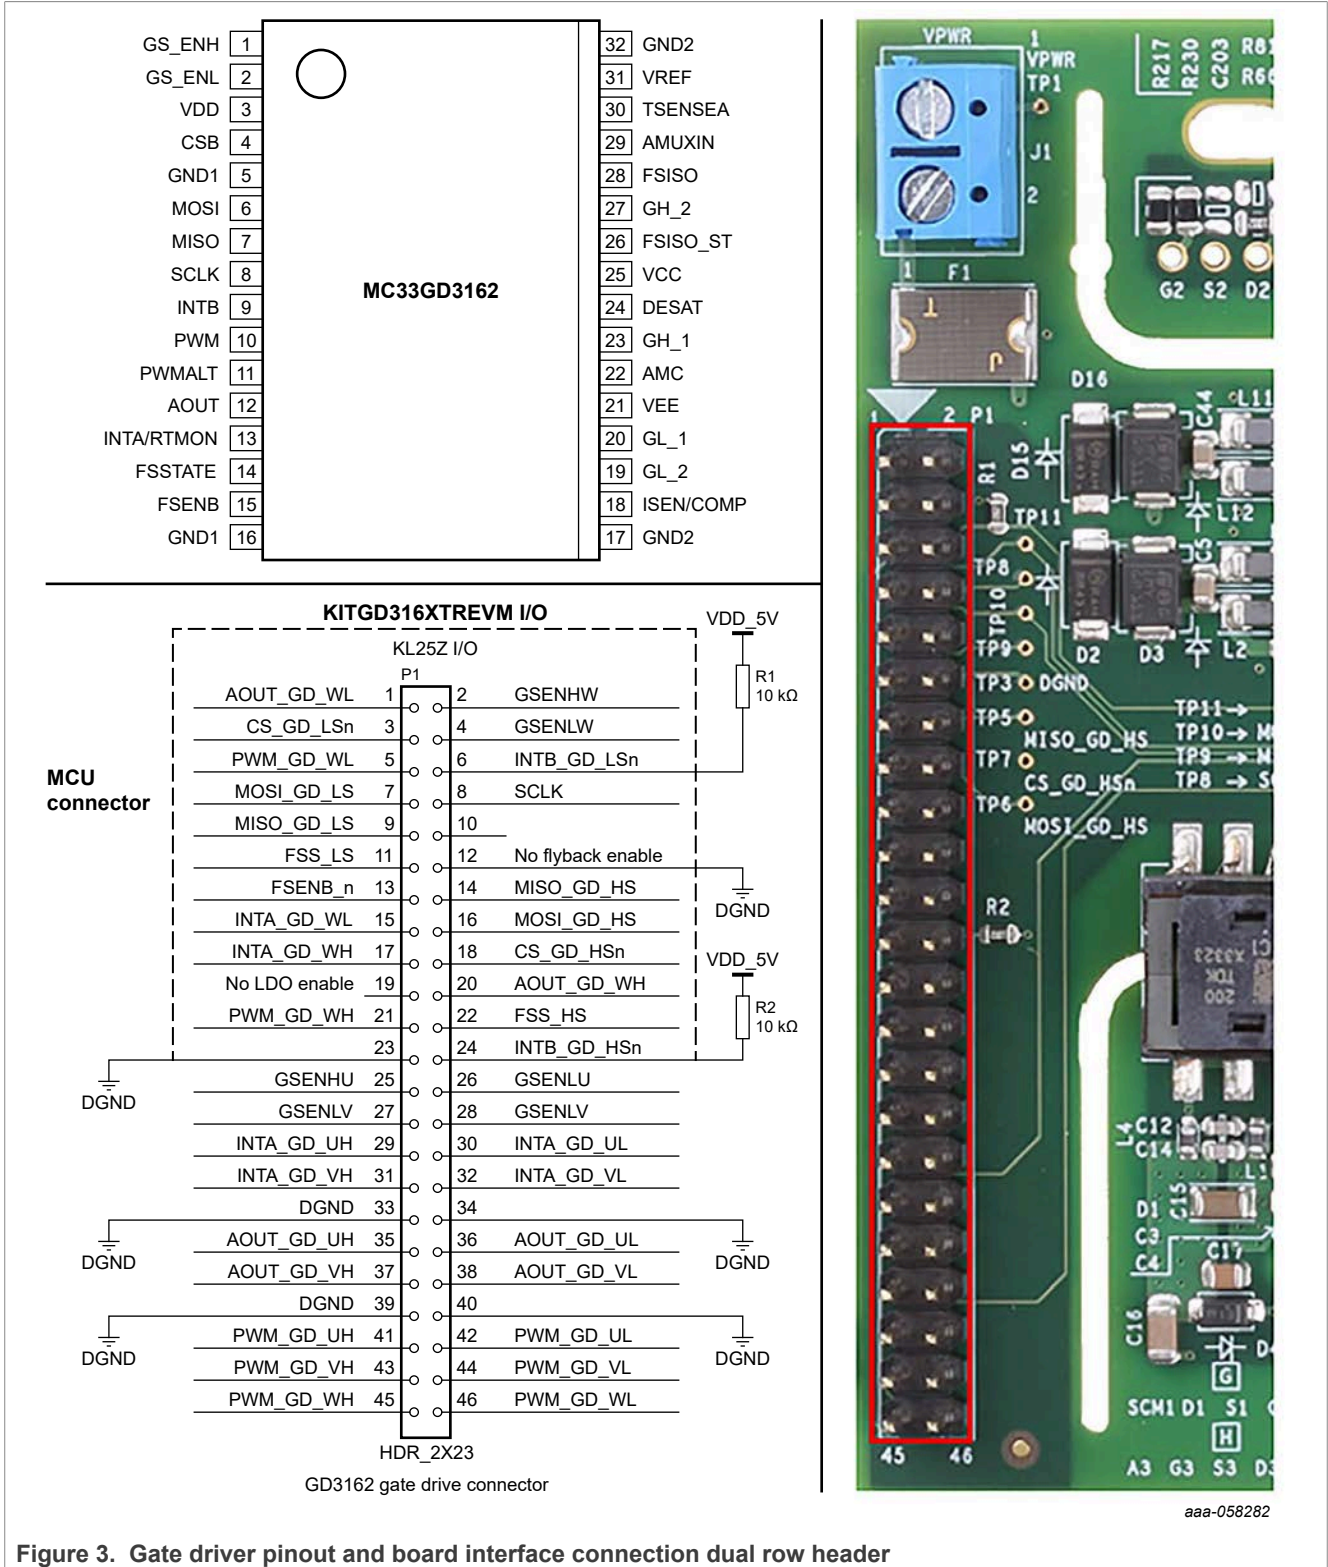 GS_ENH 1
GS_ENL 2
VDD 3
CSB 4
GND1 5
MOSI 6
MISO 7
SCLK 8
INTB 9
PWM 10
PWMALT 11
AOUT 12
INTA/RTMON 13
FSSTATE 14
FSENB 15
GND1 16
MC33GD3162
32 GND2
31 VREF
30 TSENSEA
29 AMUXIN
28 FSISO
27 GH_2
26 FSISO_ST
25 VCC
24 DESAT
23 GH_1
22 AMC
21 VEE
20 GL_1
19 GL_2
18 ISEN/COMP
17 GND2
KITGD316XTREVM I/O
KL25Z I/O
P1
MCU
connector
AOUT_GD_WL 1 2 GSENHW
CS_GD_LSn 3 4 GSENLW
PWM_GD_WL 5 6 INTB_GD_LSn
MOSI_GD_LS 7 8 SCLK
MISO_GD_LS 9 10
FSS_LS 11 12 No flyback enable
FSENB_n 13 14 MISO_GD_HS
INTA_GD_WL 15 16 MOSI_GD_HS
INTA_GD_WH 17 18 CS_GD_HSn
No LDO enable 19 20 AOUT_GD_WH
PWM_GD_WH 21 22 FSS_HS
23 24 INTB_GD_HSn
GSENHU 25 26 GSENLU
GSENLV 27 28 GSENLV
INTA_GD_UH 29 30 INTA_GD_UL
INTA_GD_VH 31 32 INTA_GD_VL
DGND 33 34
AOUT_GD_UH 35 36 AOUT_GD_UL
AOUT_GD_VH 37 38 AOUT_GD_VL
DGND 39 40
PWM_GD_UH 41 42 PWM_GD_UL
PWM_GD_VH 43 44 PWM_GD_VL
PWM_GD_WH 45 46 PWM_GD_WL
VDD_5V
R1
10 kΩ
DGND
VDD_5V
R2
10 kΩ
DGND
DGND
DGND
DGND
DGND
HDR_2X23
GD3162 gate drive connector
VPWR
1
VPWR
TP1
J1
2
R217
R230
C203
R81
R66
G2 S2 D2
1 F1
D16
1 2 P1
C44
L11
R1
D15
L12
TP11
C5
TP8
TP10
TP9
D2 D3 L2
TP3 DGND
TP5
MISO_GD_HS
TP7
CS_GD_HSn
TP6
MOSI_GD_HS
TP11→
TP10→
TP9 →
TP8 →
R2
200
TDK
X3323
L4
C12
C14
D1
C15
C3
C4
C17
C16
G
SCM1 D1 S1
H
A3 G3 S3
45 46
aaa-058282
Figure 3. Gate driver pinout and board interface connection dual row header